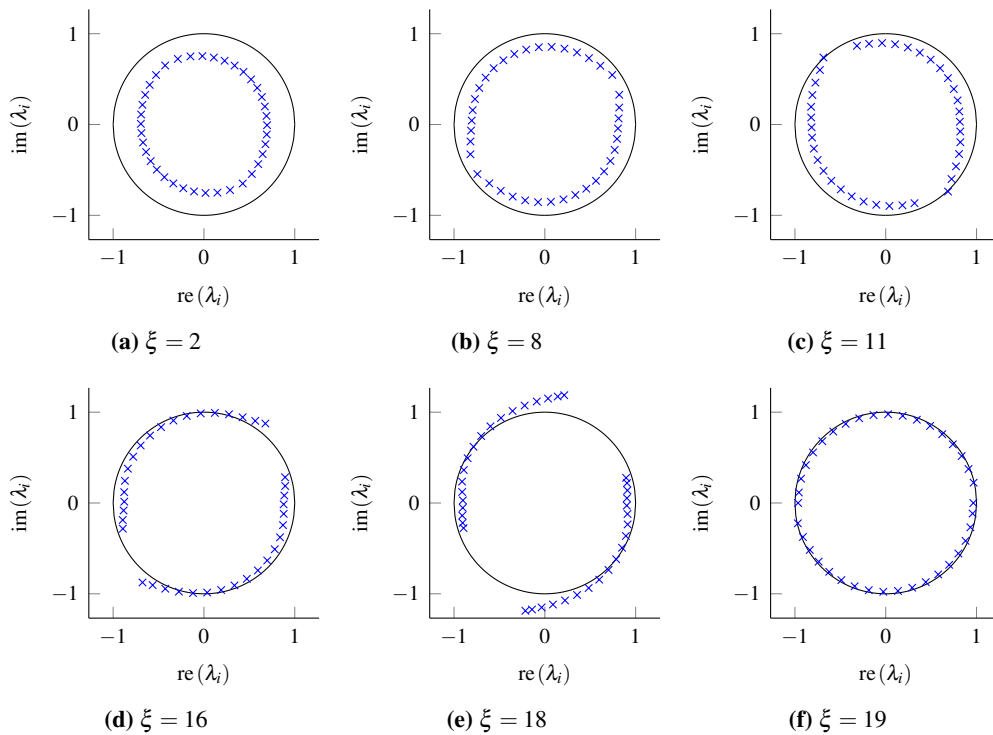 1
0
−1
im(λi)
−1 0 1
re(λi)
(a) ξ = 2
1
0
−1
im(λi)
−1 0 1
re(λi)
(b) ξ = 8
1
0
−1
im(λi)
−1 0 1
re(λi)
(c) ξ = 11
1
0
−1
im(λi)
−1 0 1
re(λi)
(d) ξ = 16
1
0
−1
im(λi)
−1 0 1
re(λi)
(e) ξ = 18
1
0
−1
im(λi)
−1 0 1
re(λi)
(f) ξ = 19